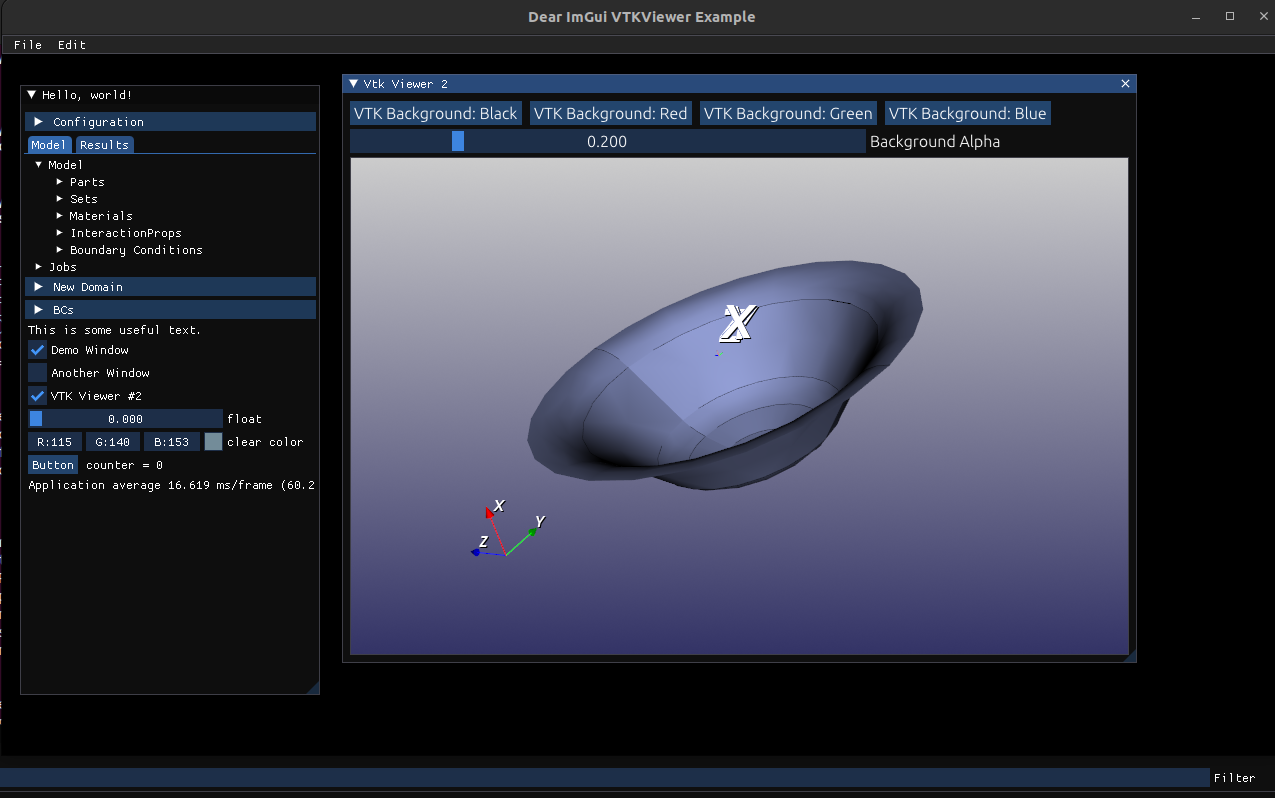 Dear ImGui VTKViewer Example
File Edit
Hello, world!
Configuration
Model Results
Model
Parts
Sets
Materials
InteractionProps
Boundary Conditions
Jobs
New Domain
BCs
This is some useful text.
Demo Window
Another Window
VTK Viewer #2
0.000 float
R:115 G:140 B:153 clear color
Button counter = 0
Application average 16.619 ms/frame (60.2
Vtk Viewer 2
VTK Background: Black VTK Background: Red VTK Background: Green VTK Background: Blue
0.200 Background Alpha
X
X
Y
Z
Filter